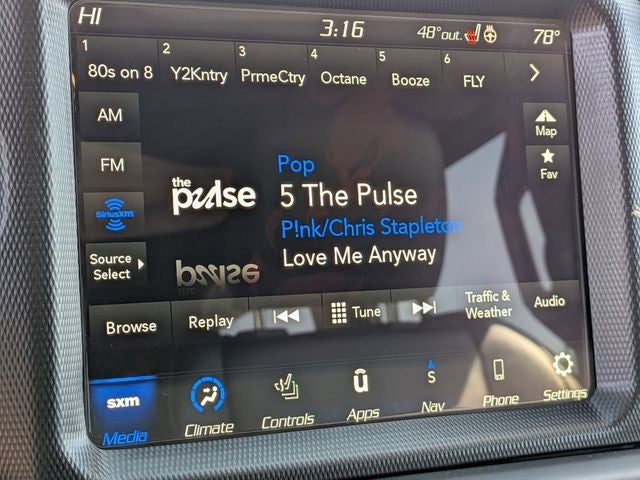 HI 3:16 48° out. 78°
1 80s on 8 2 Y2Kntry 3 PrmeCtry 4 Octane 5 Booze 6 FLY
AM
Map
FM
Fav
Pop
the pulse
5 The Pulse
SiriusXM
P!nk/Chris Stapleton
Love Me Anyway
Source
Select
pulse
Browse Replay Tune Traffic &
Weather Audio
sxm
Media Climate Controls
û
Apps
S
Nav Phone Settings